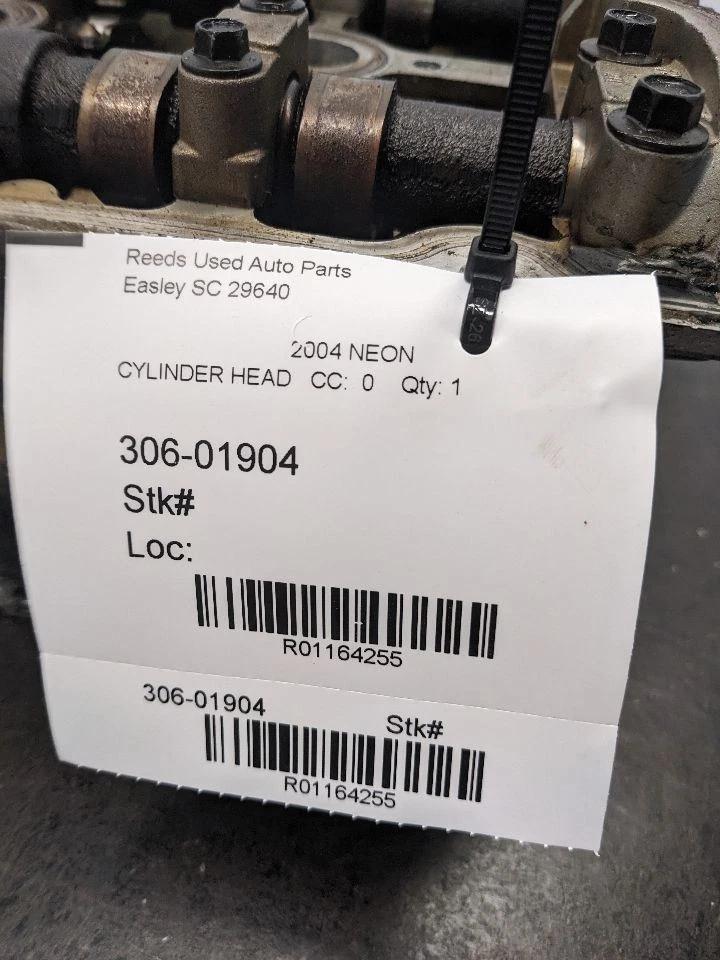 Reeds Used Auto Parts
Easley SC 29640
2004 NEON
CYLINDER HEAD CC: 0 Qty: 1
306-01904
Stk#
Loc:
R01164255
306-01904 Stk#
R01164255